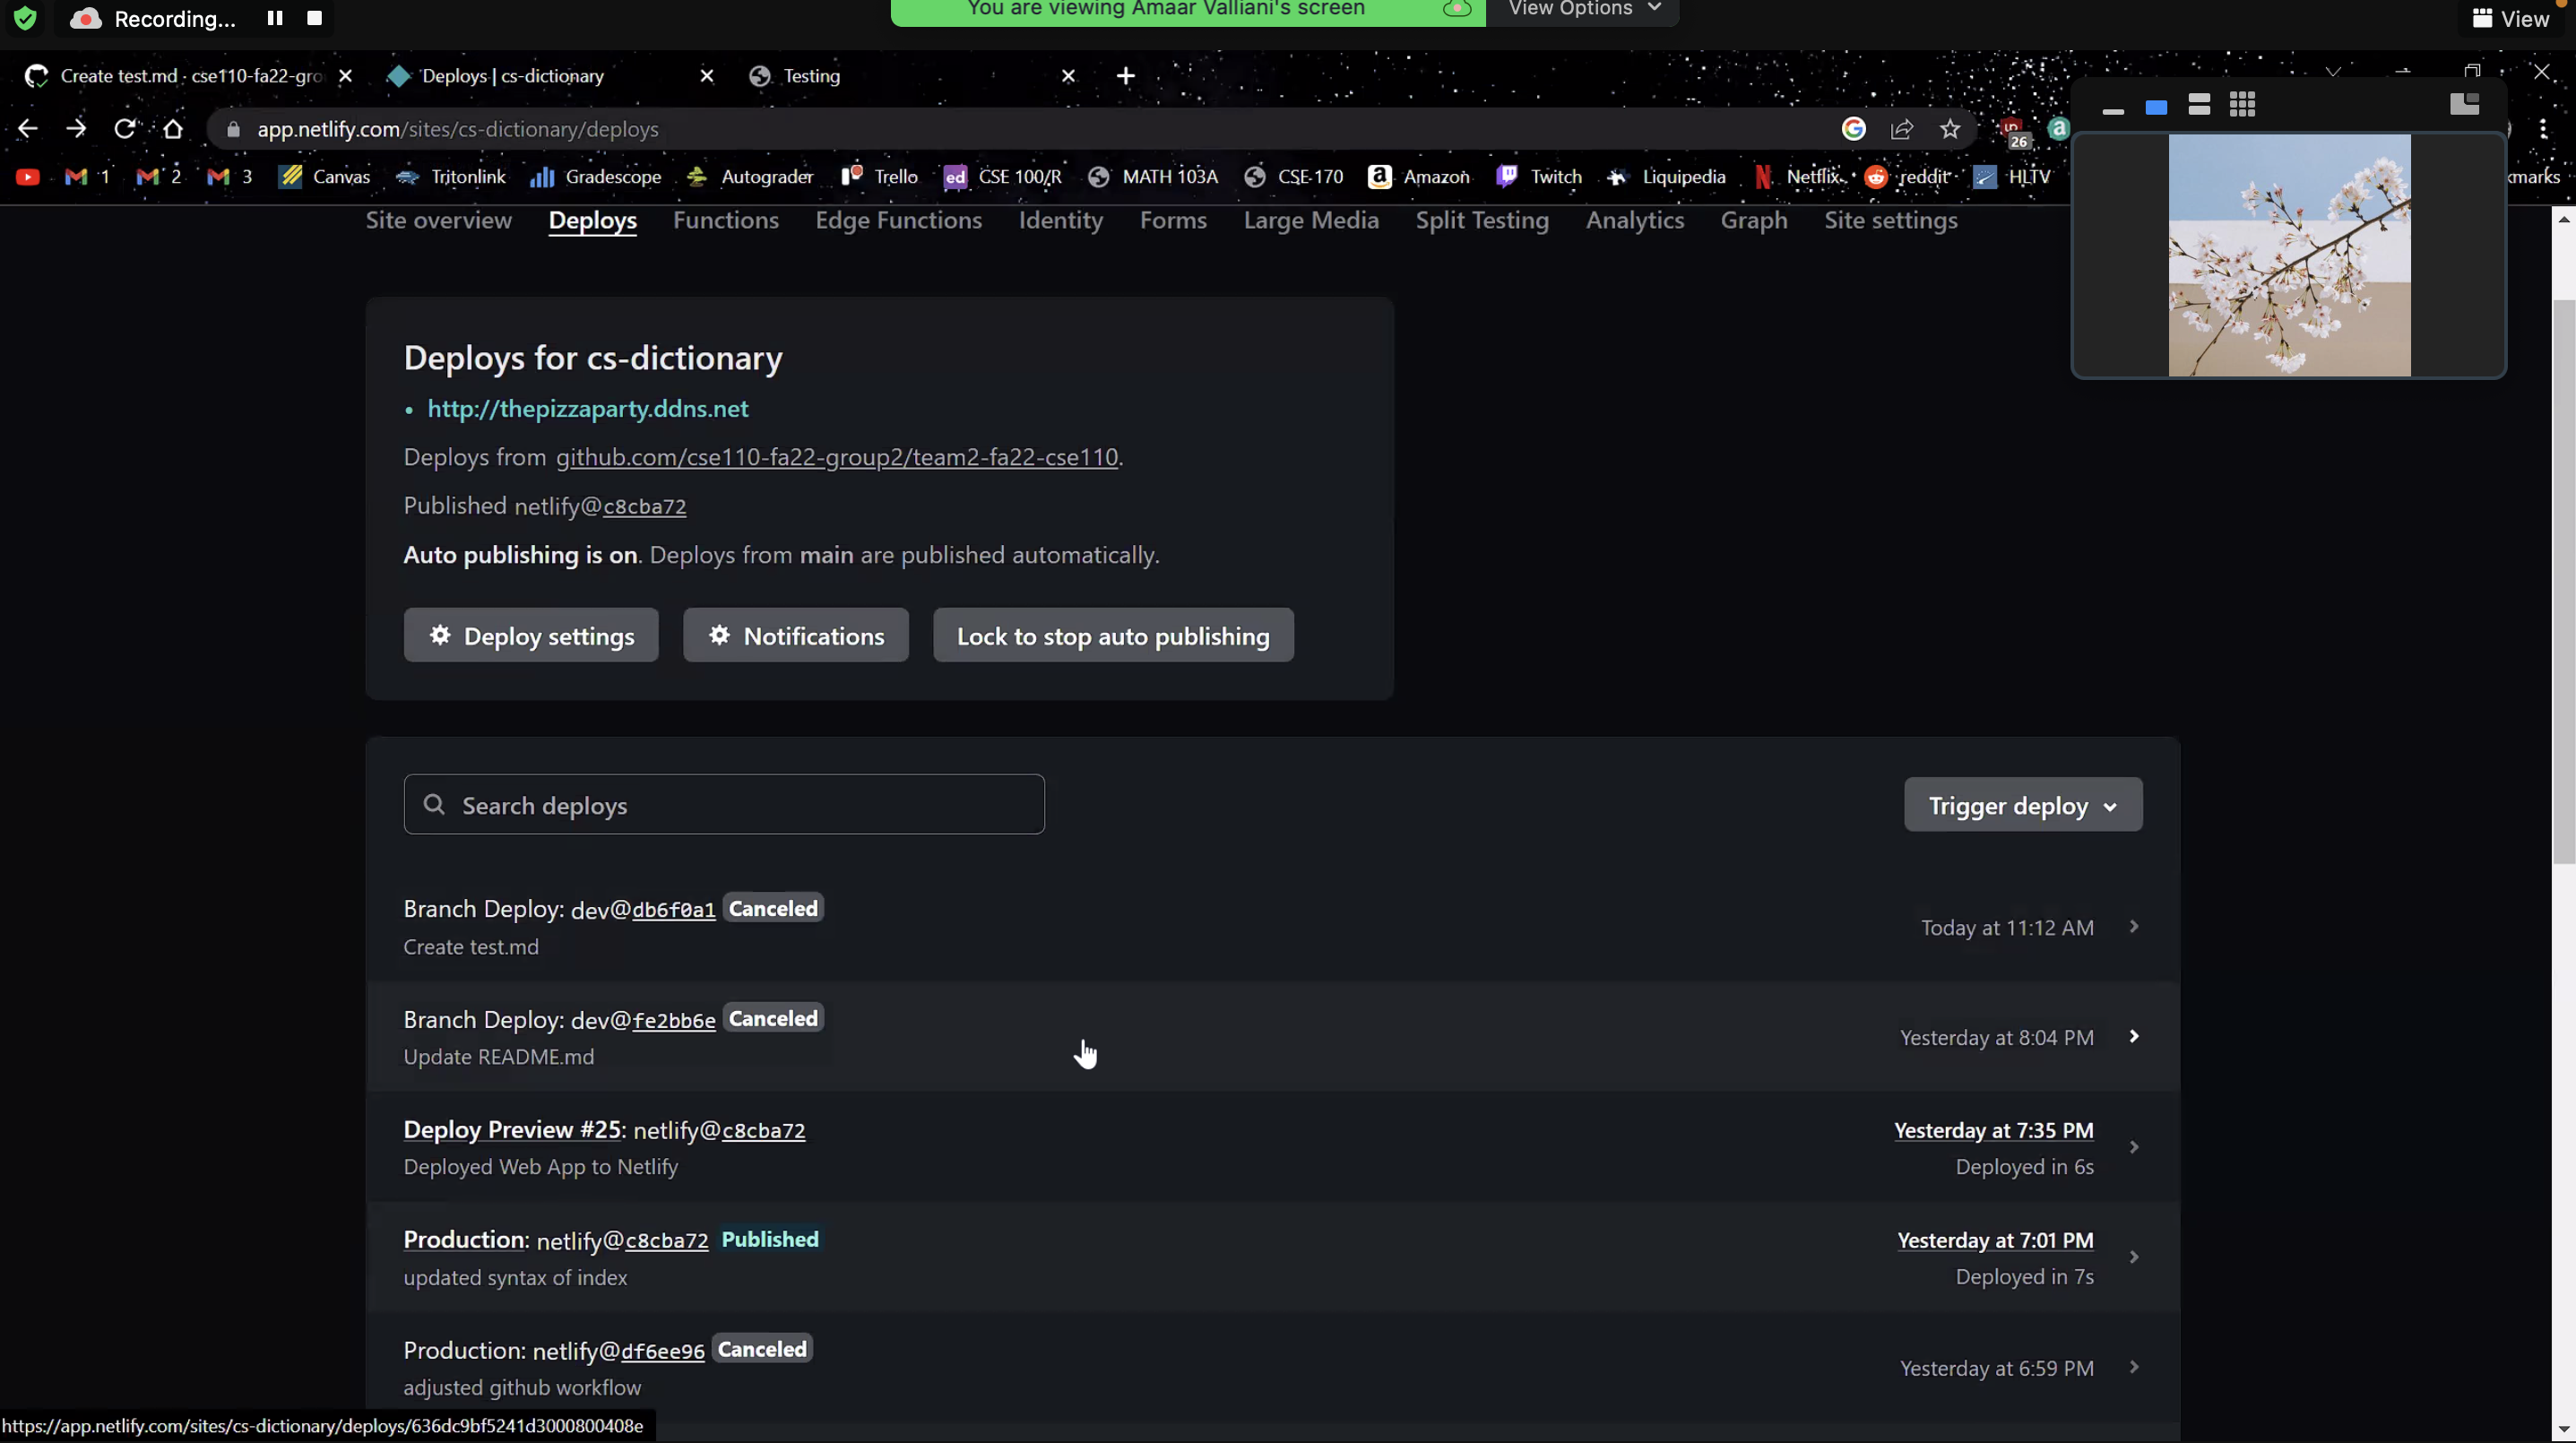 Recording...
You are viewing Amaar Valliani's screen
View Options
View
Create test.md · cse110-fa22-gro
Deploys | cs-dictionary
Testing
app.netlify.com/sites/cs-dictionary/deploys
26
1
2
3
Canvas
Tritonlink
Gradescope
Autograder
Trello
ed
CSE 100/R
MATH 103A
CSE 170
Amazon
Twitch
Liquipedia
Netflix
reddit
HLTV
Site overview
Deploys
Functions
Edge Functions
Identity
Forms
Large Media
Split Testing
Analytics
Graph
Site settings
Deploys for cs-dictionary
• http://thepizzaparty.ddns.net
Deploys from github.com/cse110-fa22-group2/team2-fa22-cse110.
Published netlify@c8cba72
Auto publishing is on. Deploys from main are published automatically.
Deploy settings
Notifications
Lock to stop auto publishing
Search deploys
Trigger deploy
Branch Deploy: dev@db6f0a1 Canceled
Create test.md
Today at 11:12 AM
Branch Deploy: dev@fe2bb6e Canceled
Update README.md
Yesterday at 8:04 PM
Deploy Preview #25: netlify@c8cba72
Deployed Web App to Netlify
Yesterday at 7:35 PM
Deployed in 6s
Production: netlify@c8cba72 Published
updated syntax of index
Yesterday at 7:01 PM
Deployed in 7s
Production: netlify@df6ee96 Canceled
adjusted github workflow
Yesterday at 6:59 PM
https://app.netlify.com/sites/cs-dictionary/deploys/636dc9bf5241d3000800408e